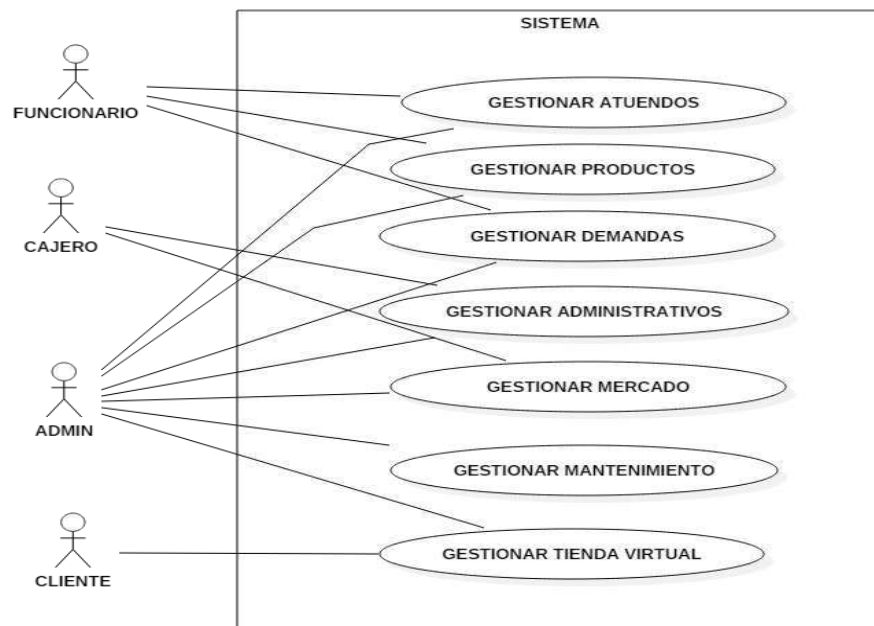 SISTEMA
FUNCIONARIO
GESTIONAR ATUENDOS
GESTIONAR PRODUCTOS
CAJERO
GESTIONAR DEMANDAS
GESTIONAR ADMINISTRATIVOS
GESTIONAR MERCADO
ADMIN
GESTIONAR MANTENIMIENTO
GESTIONAR TIENDA VIRTUAL
CLIENTE